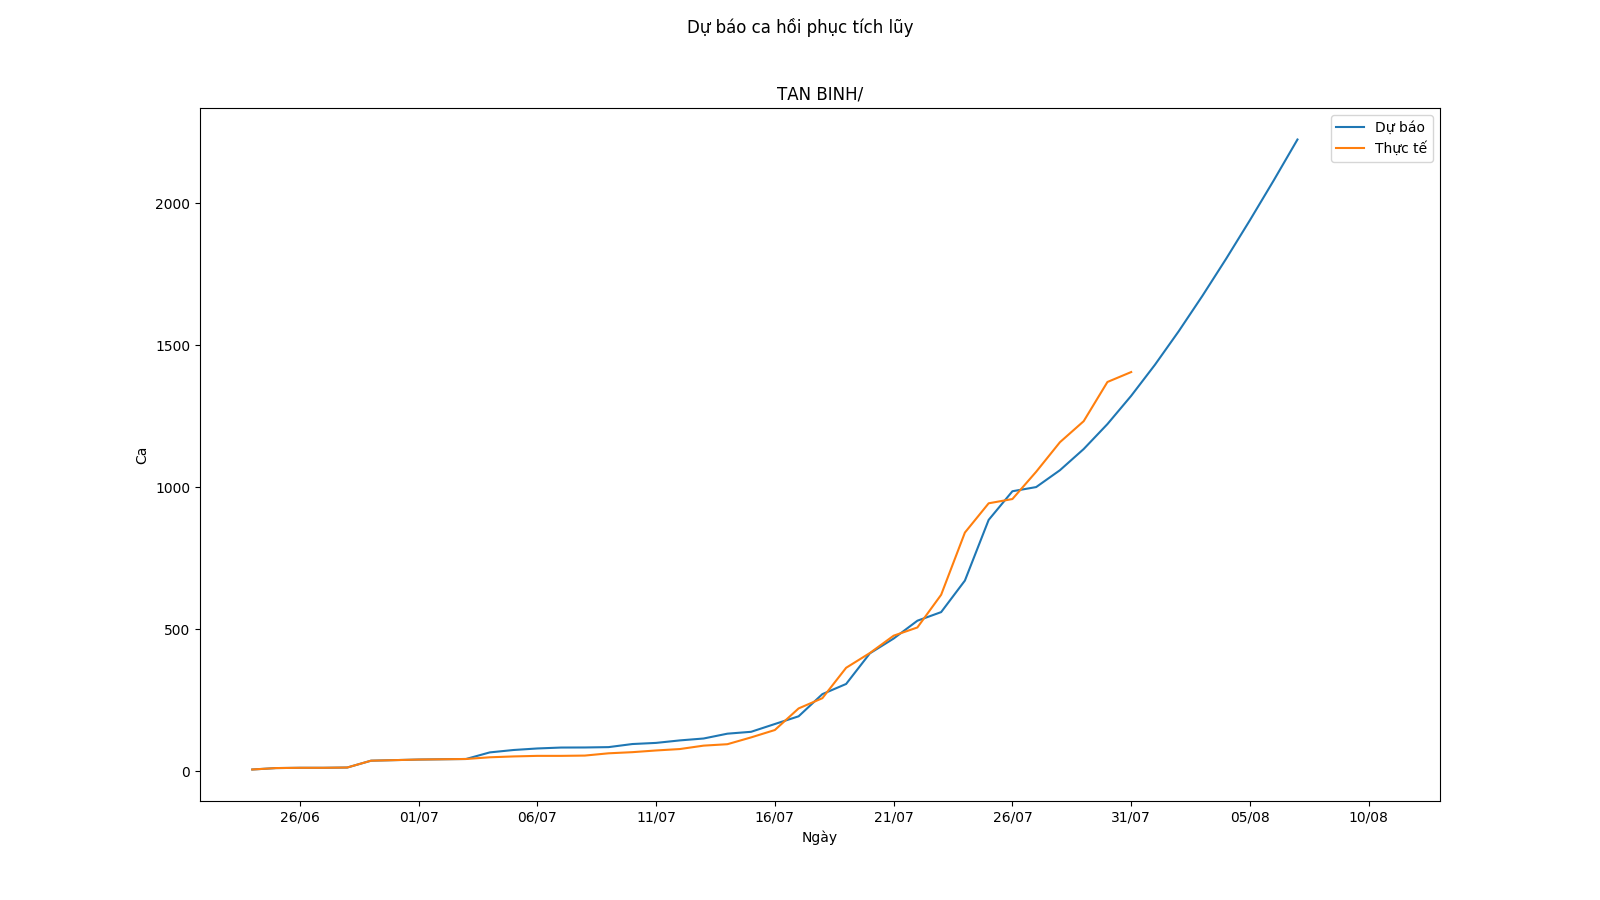 Dự báo ca hồi phục tích lũy
TAN BINH/
Dự báo
Thực tế
2000
1500
1000
500
0
Ca
26/06
01/07
06/07
11/07
16/07
21/07
26/07
31/07
05/08
10/08
Ngày